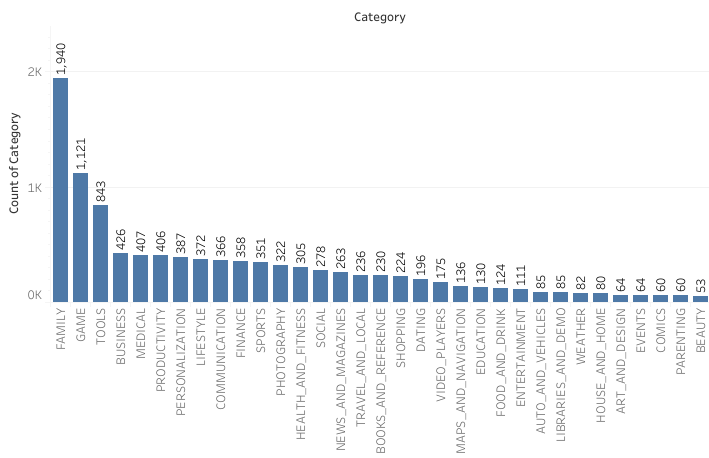 Category
Count of Category
2K
1K
0K
1,940
1,121
843
426
407
406
387
372
366
358
351
322
305
278
263
236
230
224
196
175
136
130
124
111
85
85
82
80
64
64
60
60
53
FAMILY
GAME
TOOLS
BUSINESS
MEDICAL
PRODUCTIVITY
PERSONALIZATION
LIFESTYLE
COMMUNICATION
FINANCE
SPORTS
PHOTOGRAPHY
HEALTH_AND_FITNESS
SOCIAL
NEWS_AND_MAGAZINES
TRAVEL_AND_LOCAL
BOOKS_AND_REFERENCE
SHOPPING
DATING
VIDEO_PLAYERS
MAPS_AND_NAVIGATION
EDUCATION
FOOD_AND_DRINK
ENTERTAINMENT
AUTO_AND_VEHICLES
LIBRARIES_AND_DEMO
WEATHER
HOUSE_AND_HOME
ART_AND_DESIGN
EVENTS
COMICS
PARENTING
BEAUTY